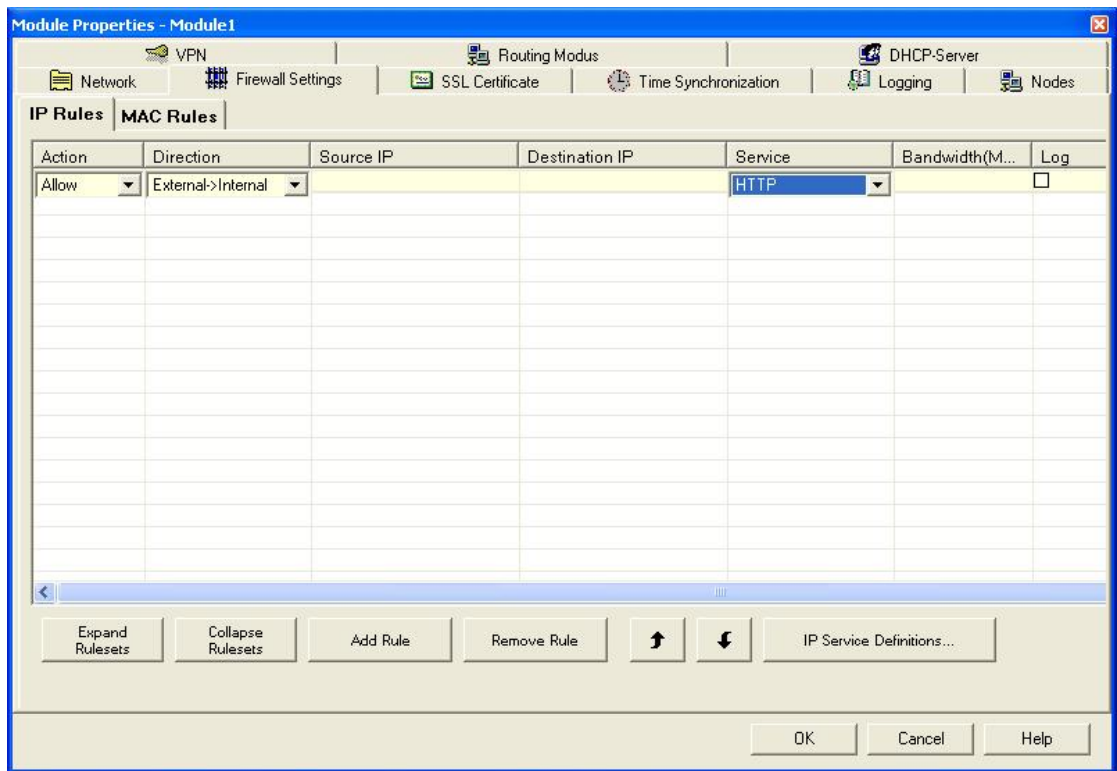 Module Properties - Module1
VPN Routing Modus DHCP-Server
Network Firewall Settings SSL Certificate Time Synchronization Logging Nodes
IP Rules MAC Rules
Action Direction Source IP Destination IP Service Bandwidth(M... Log
Allow External->Internal HTTP
Expand Rulesets Collapse Rulesets Add Rule Remove Rule IP Service Definitions...
OK Cancel Help